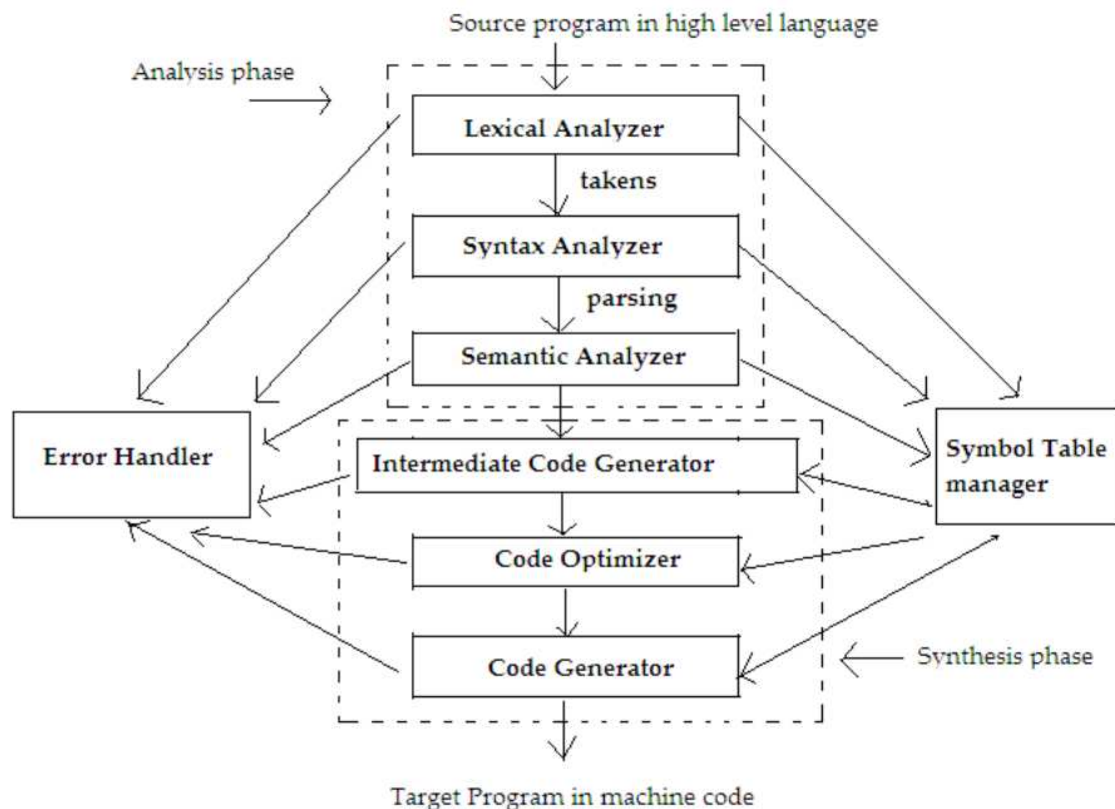 Source program in high level language
Analysis phase
Lexical Analyzer
takens
Syntax Analyzer
parsing
Semantic Analyzer
Error Handler
Intermediate Code Generator
Symbol Table
manager
Code Optimizer
Code Generator
Synthesis phase
Target Program in machine code